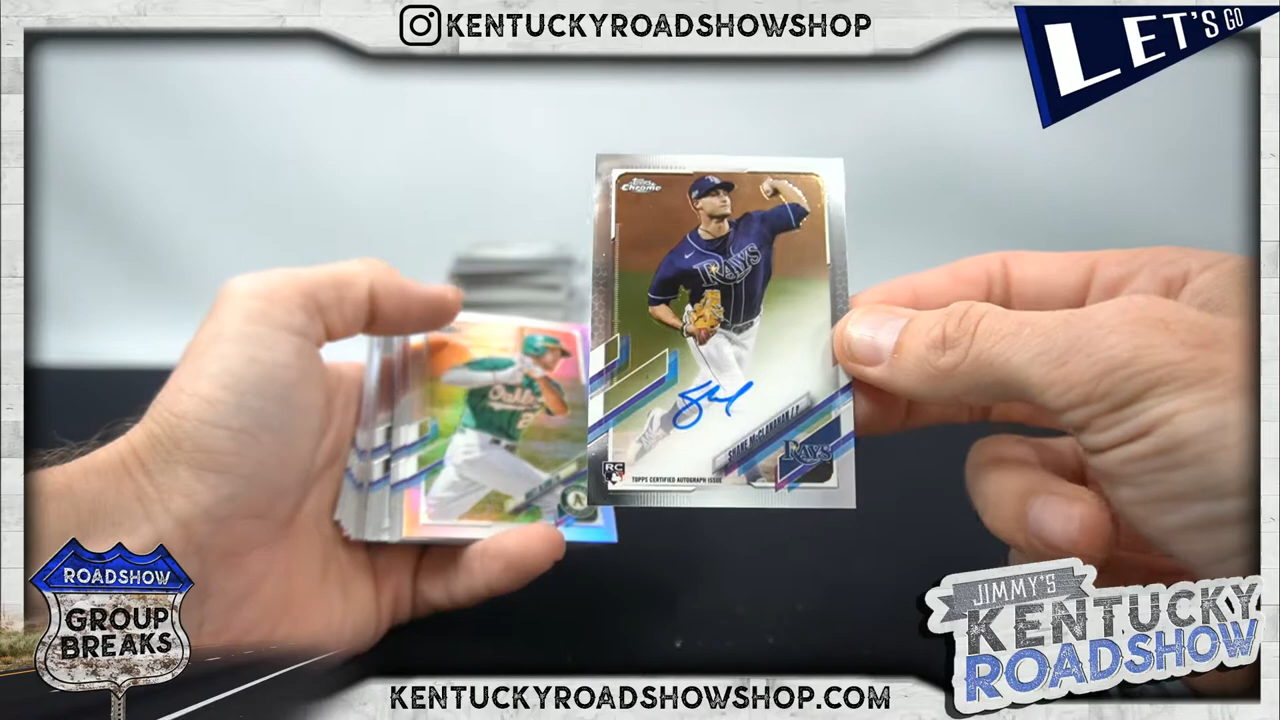 KENTUCKYROADSHOWSHOP
LET'S GO
Topps
Chrome
RAYS
SHANE McCLANAHAN / P
RAYS
RC
TOPPS CERTIFIED AUTOGRAPH ISSUE
Oakland
ROADSHOW
GROUP
BREAKS
JIMMY'S
KENTUCKY
ROADSHOW
KENTUCKYROADSHOWSHOP.COM